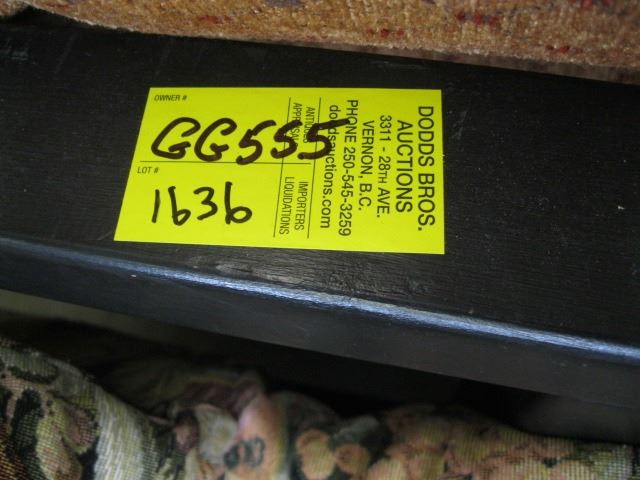 OWNER #
GG555
LOT #
1636
DODDS BROS.
AUCTIONS
3311 - 28TH AVE.
VERNON, B.C.
PHONE 250-545-3259
doddsauctions.com
ANTIQUES
APPRAISALS
IMPORTERS
LIQUIDATIONS